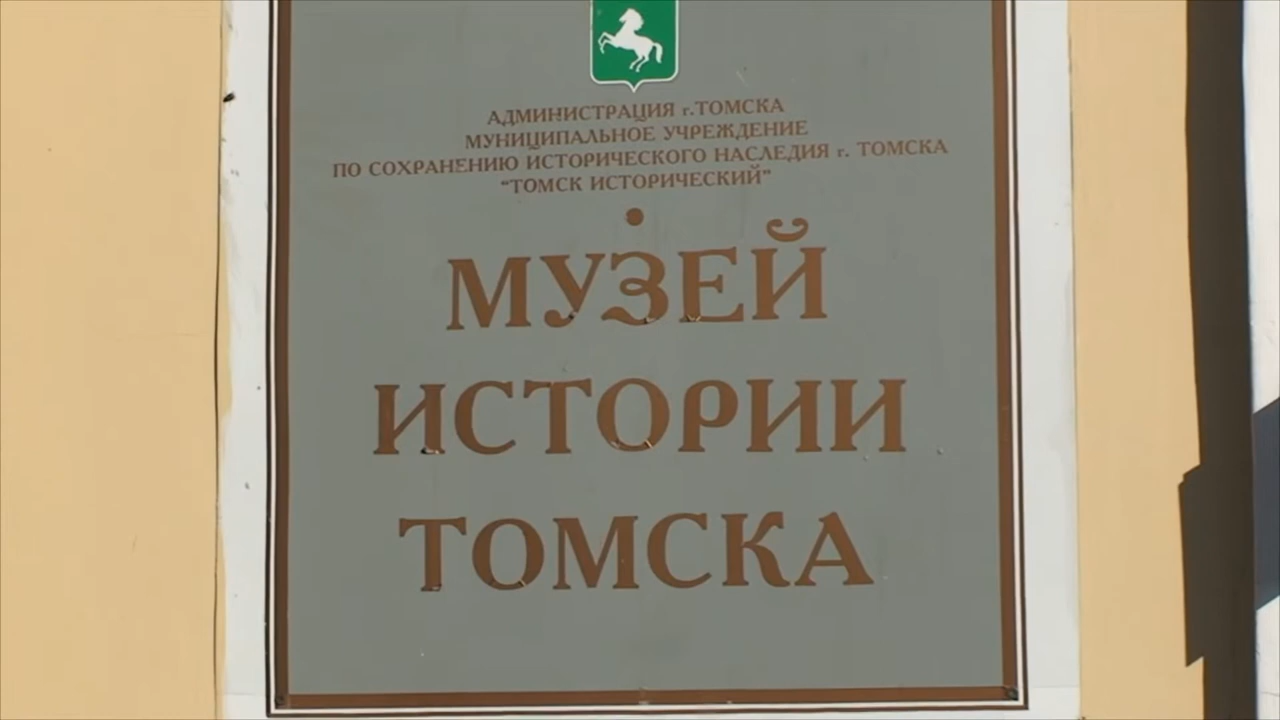 АДМИНИСТРАЦИЯ г.ТОМСКА
МУНИЦИПАЛЬНОЕ УЧРЕЖДЕНИЕ
ПО СОХРАНЕНИЮ ИСТОРИЧЕСКОГО НАСЛЕДИЯ г. ТОМСКА
“ТОМСК ИСТОРИЧЕСКИЙ”
МУЗЕЙ
ИСТОРИИ
ТОМСКА